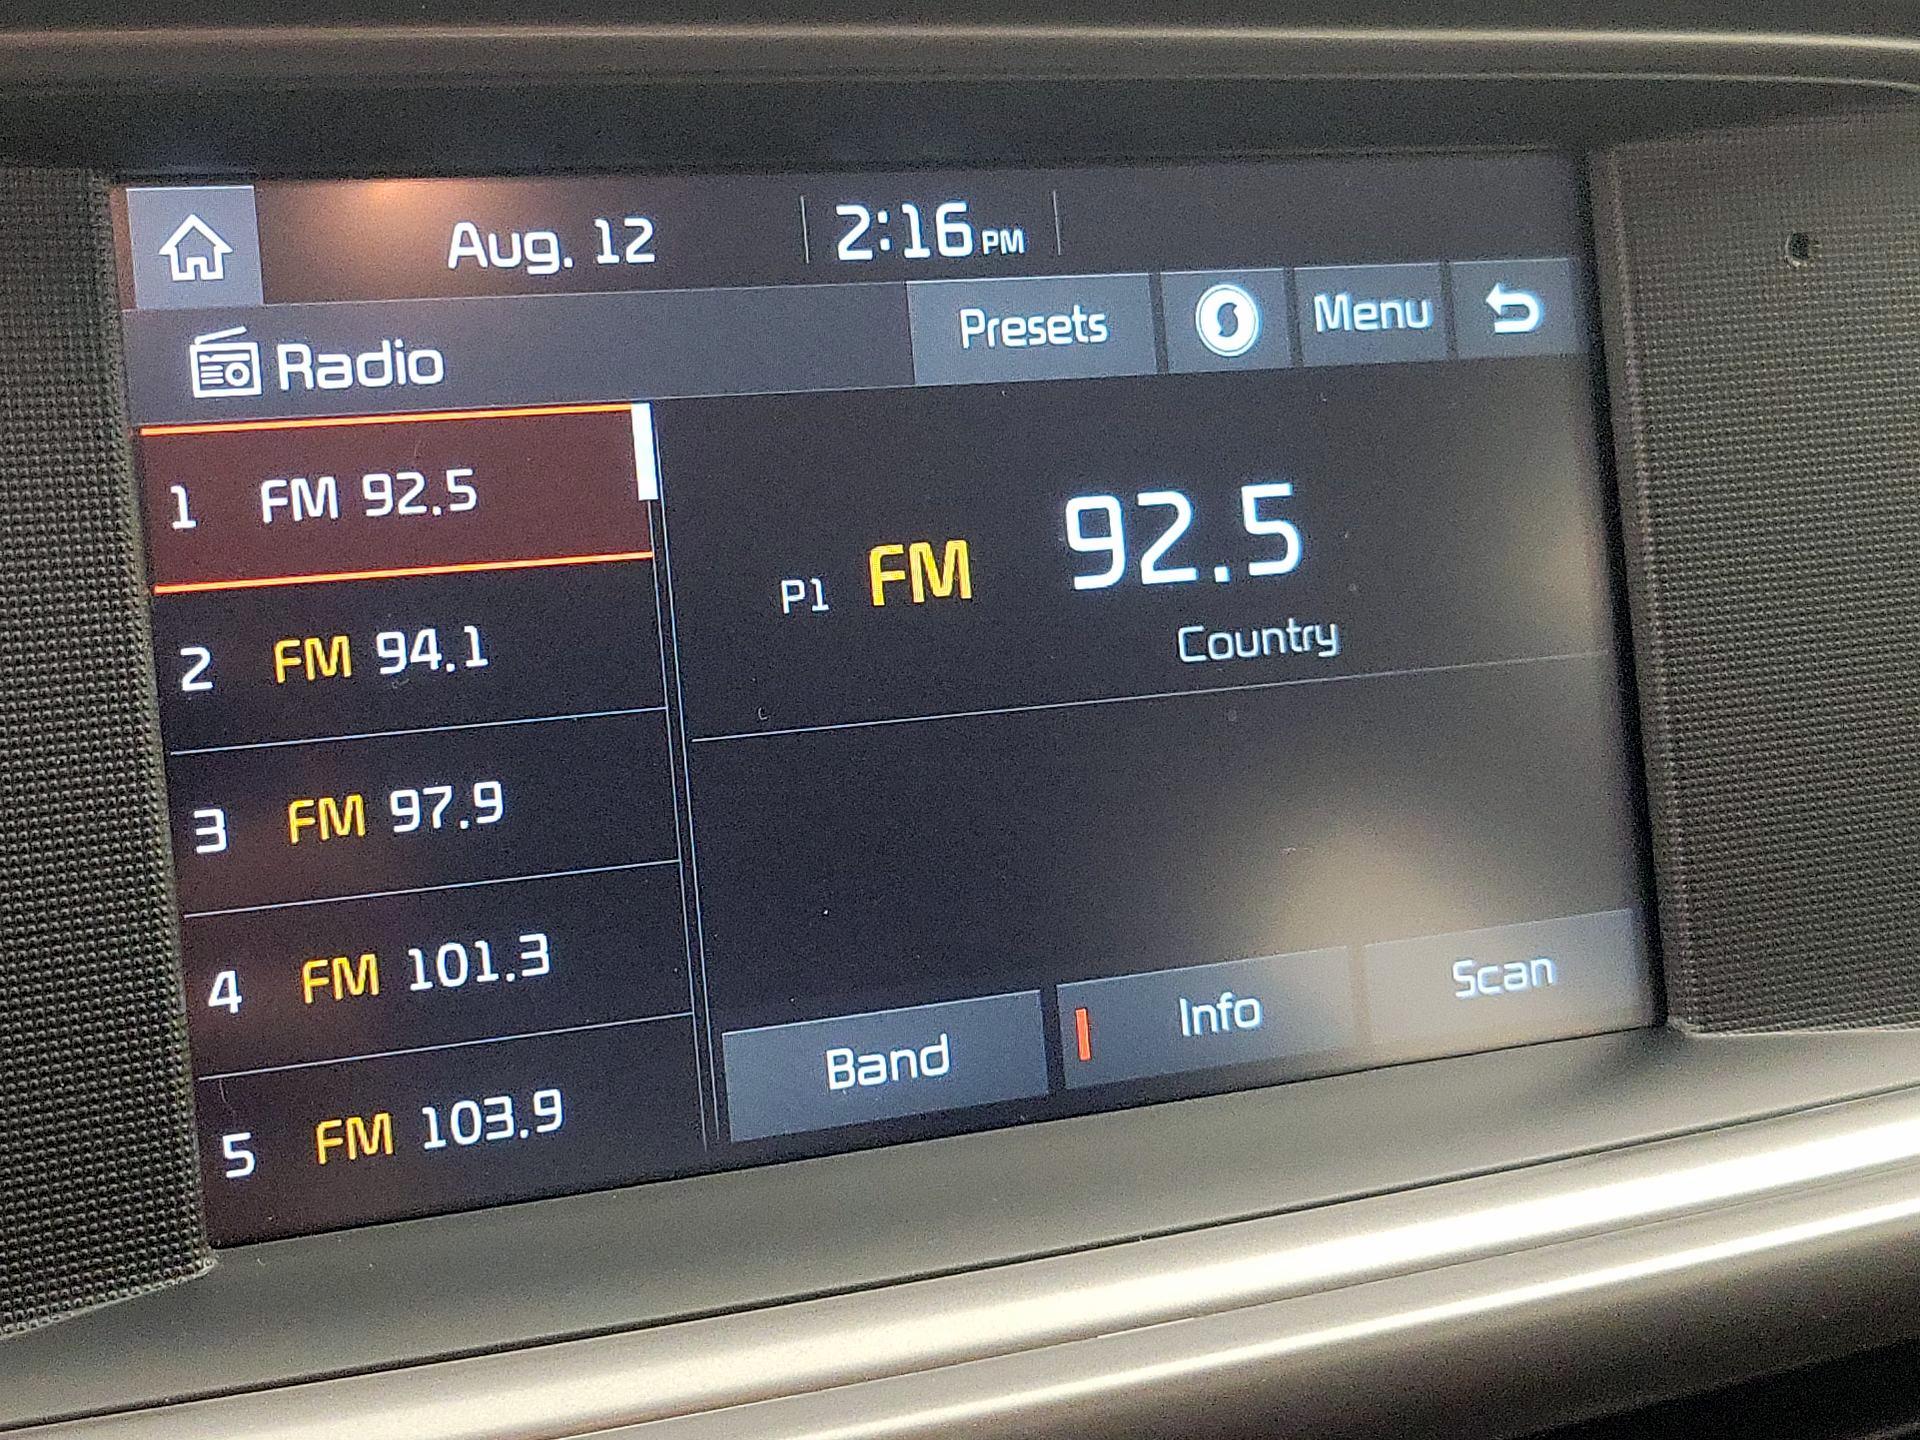 Aug. 12 2:16 PM
Radio Presets Menu
1 FM 92.5
2 FM 94.1
3 FM 97.9
4 FM 101.3
5 FM 103.9
P1 FM 92.5
Country
Band Info Scan